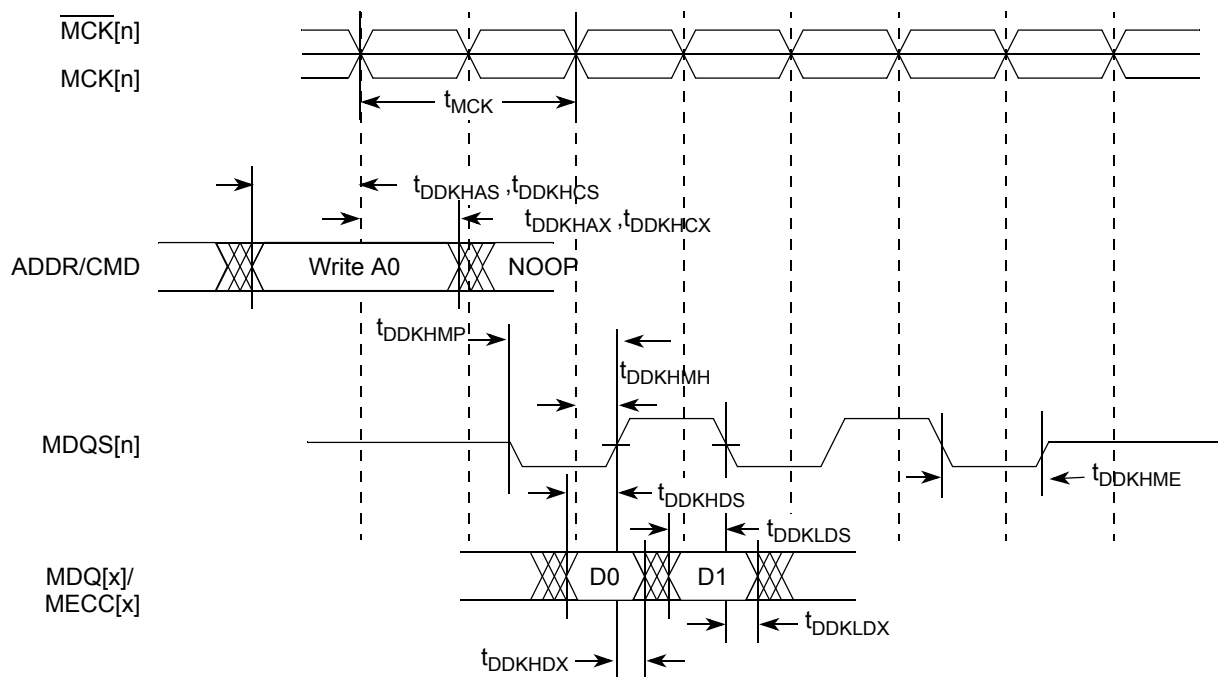 MCK[n]
MCK[n]
tMCK
tDDKHAS ,tDDKHCS
tDDKHAX ,tDDKHCX
ADDR/CMD
Write A0
NOOP
tDDKHMP
tDDKHMH
MDQS[n]
tDDKHME
tDDKHDS
tDDKLDS
MDQ[x]/
MECC[x]
D0
D1
tDDKLDX
tDDKHDX